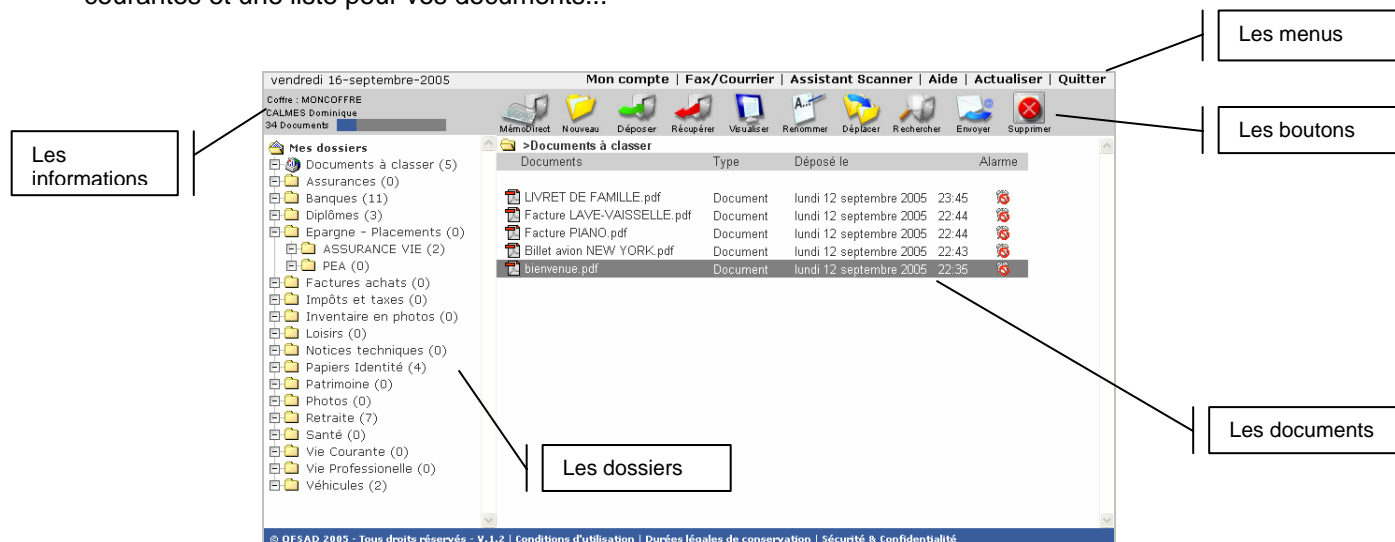 courantes et une liste pour vos documents...
Les menus
vendredi 16-septembre-2005
Mon compte | Fax/Courrier | Assistant Scanner | Aide | Actualiser | Quitter
Coffre : MONCOFFRE
CALMES Dominique
34 Documents
MémoDirect Nouveau Déposer Récupérer Visualiser Renommer Déplacer Rechercher Envoyer Supprimer
Les boutons
Les
informations
Mes dossiers
Documents à classer (5)
Assurances (0)
Banques (11)
Diplômes (3)
Epargne - Placements (0)
ASSURANCE VIE (2)
PEA (0)
Factures achats (0)
Impôts et taxes (0)
Inventaire en photos (0)
Loisirs (0)
Notices techniques (0)
Papiers Identité (4)
Patrimoine (0)
Photos (0)
Retraite (7)
Santé (0)
Vie Courante (0)
Vie Professionelle (0)
Véhicules (2)
>Documents à classer
Documents Type Déposé le Alarme
LIVRET DE FAMILLE.pdf Document lundi 12 septembre 2005 23:45
Facture LAVE-VAISSELLE.pdf Document lundi 12 septembre 2005 22:44
Facture PIANO.pdf Document lundi 12 septembre 2005 22:44
Billet avion NEW YORK.pdf Document lundi 12 septembre 2005 22:43
bienvenue.pdf Document lundi 12 septembre 2005 22:35
Les documents
Les dossiers
© OFSAD 2005 - Tous droits réservés - V.1.2 | Conditions d'utilisation | Durées légales de conservation | Sécurité & Confidentialité